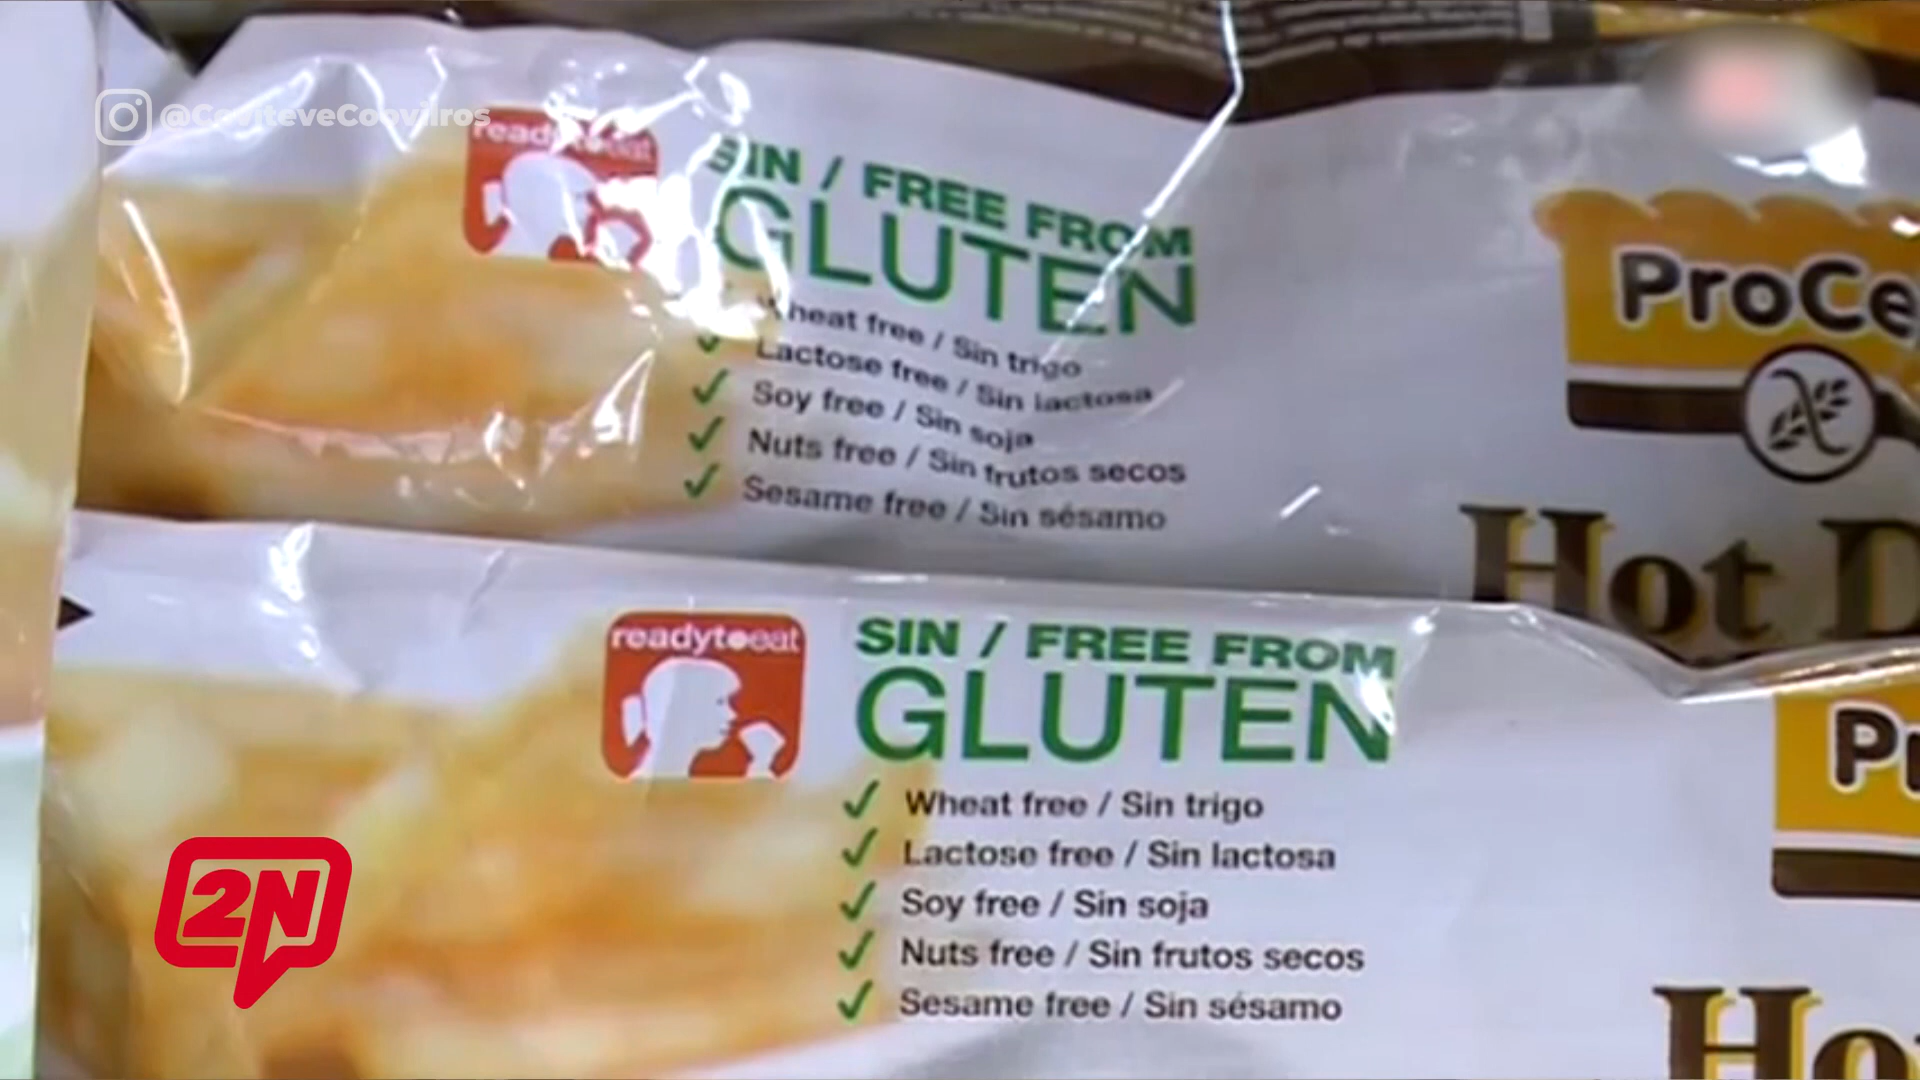 @CoviteveCoovilros
readytoeat
SIN / FREE FROM
GLUTEN
Wheat free / Sin trigo
Lactose free / Sin lactosa
Soy free / Sin soja
Nuts free / Sin frutos secos
Sesame free / Sin sésamo
ProCe
Hot D
readytoeat
SIN / FREE FROM
GLUTEN
Wheat free / Sin trigo
Lactose free / Sin lactosa
Soy free / Sin soja
Nuts free / Sin frutos secos
Sesame free / Sin sésamo
Pr
Ho
2N